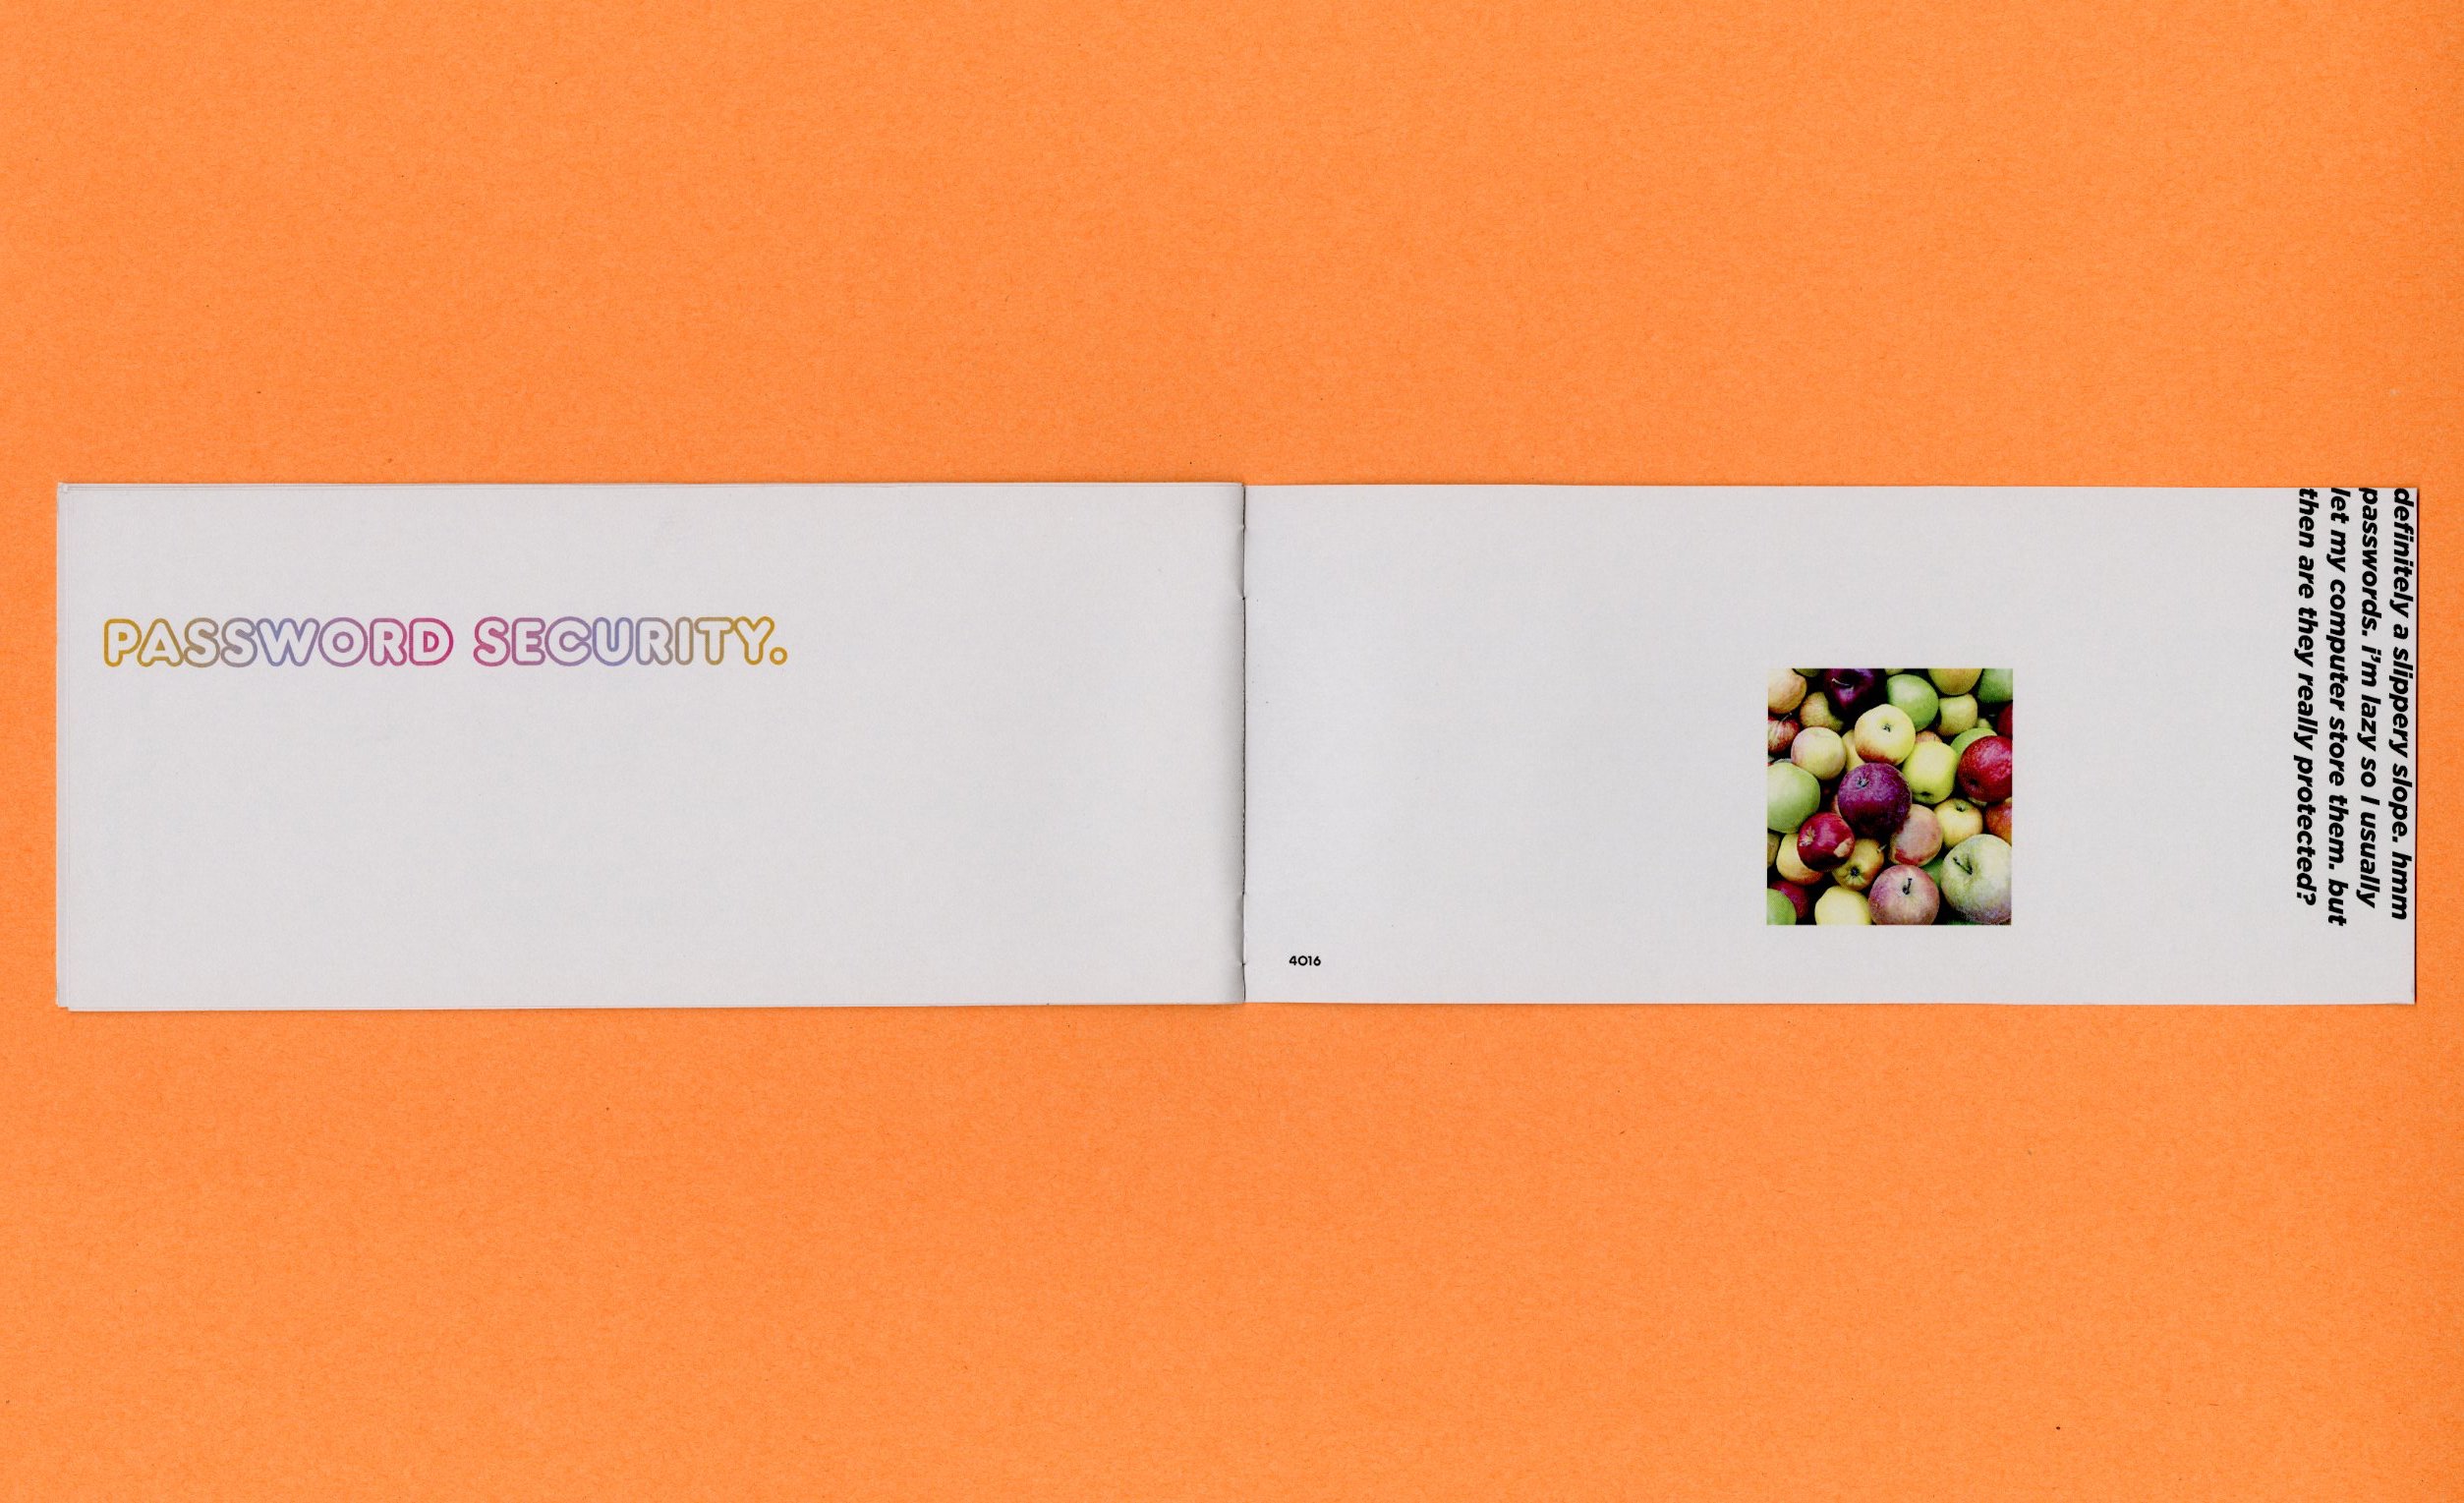 PASSWORD SECURITY.
4016
definitely a slippery slope. hmm
passwords. i'm lazy so I usually
let my computer store them. but
then are they really protected?